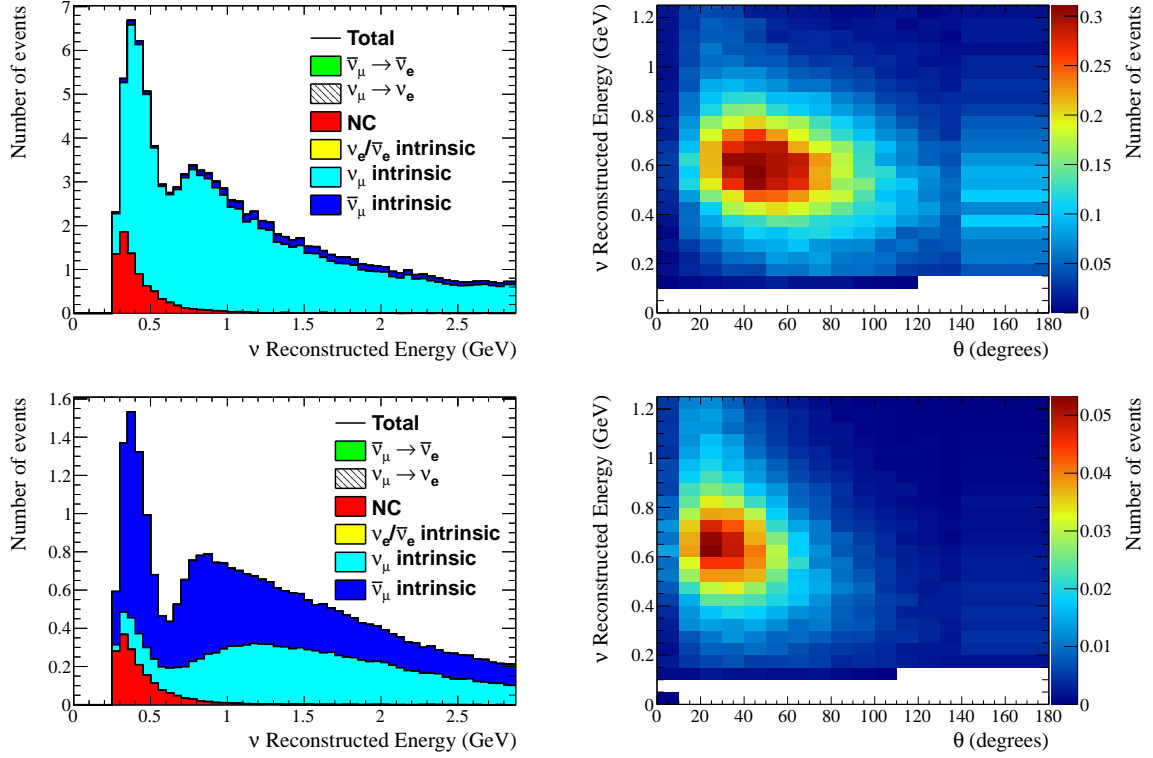 Number of events
7
6
5
4
3
2
1
0
0 0.5 1 1.5 2 2.5
ν Reconstructed Energy (GeV)
Total
ν̅μ → ν̅e
νμ → νe
NC
νe/ν̅e intrinsic
νμ intrinsic
ν̅μ intrinsic
ν Reconstructed Energy (GeV)
1.2
1
0.8
0.6
0.4
0.2
0
0 20 40 60 80 100 120 140 160 180
θ (degrees)
0.3
0.25
0.2
0.15
0.1
0.05
0
Number of events
Number of events
1.6
1.4
1.2
1
0.8
0.6
0.4
0.2
0
0 0.5 1 1.5 2 2.5
ν Reconstructed Energy (GeV)
Total
ν̅μ → ν̅e
νμ → νe
NC
νe/ν̅e intrinsic
νμ intrinsic
ν̅μ intrinsic
ν Reconstructed Energy (GeV)
1.2
1
0.8
0.6
0.4
0.2
0
0 20 40 60 80 100 120 140 160 180
θ (degrees)
0.05
0.04
0.03
0.02
0.01
0
Number of events